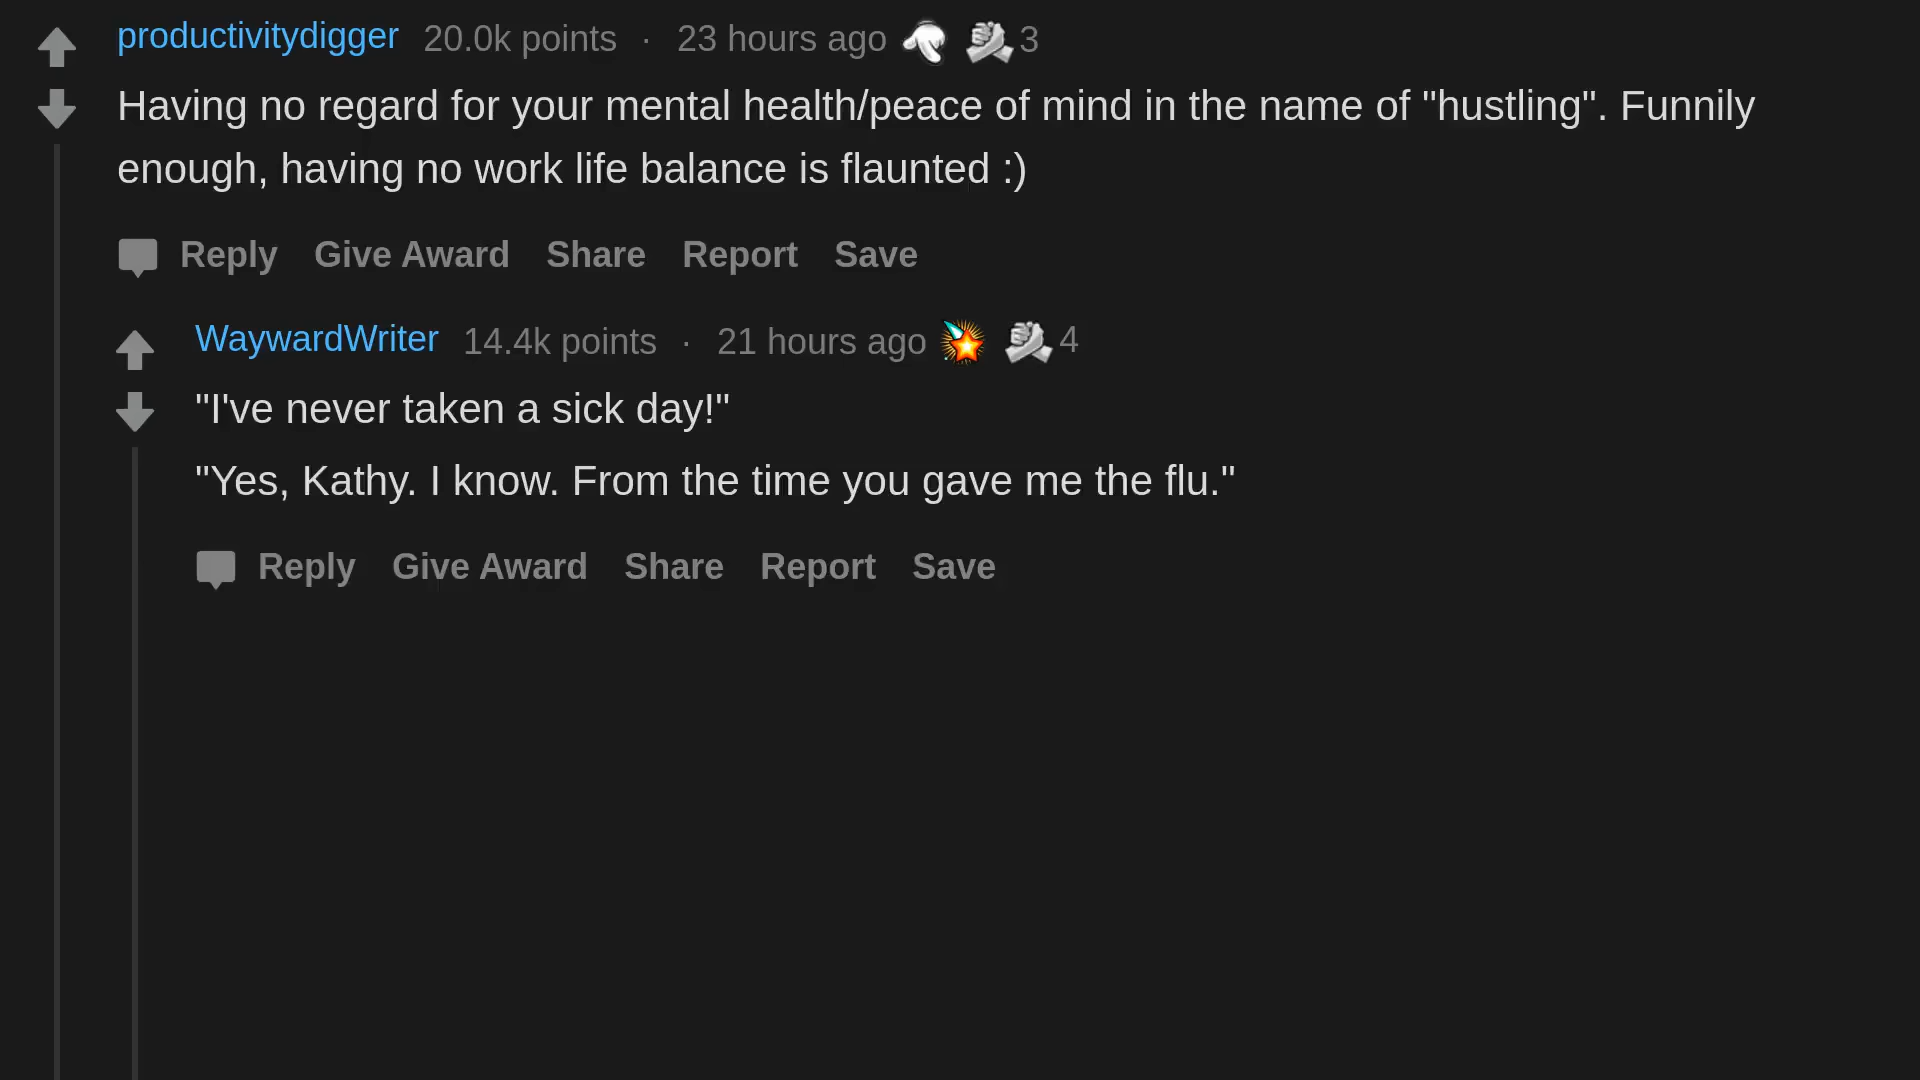 productivitydigger 20.0k points · 23 hours ago 3
Having no regard for your mental health/peace of mind in the name of "hustling". Funnily
enough, having no work life balance is flaunted :)
Reply Give Award Share Report Save
WaywardWriter 14.4k points · 21 hours ago 4
"I've never taken a sick day!"
"Yes, Kathy. I know. From the time you gave me the flu."
Reply Give Award Share Report Save